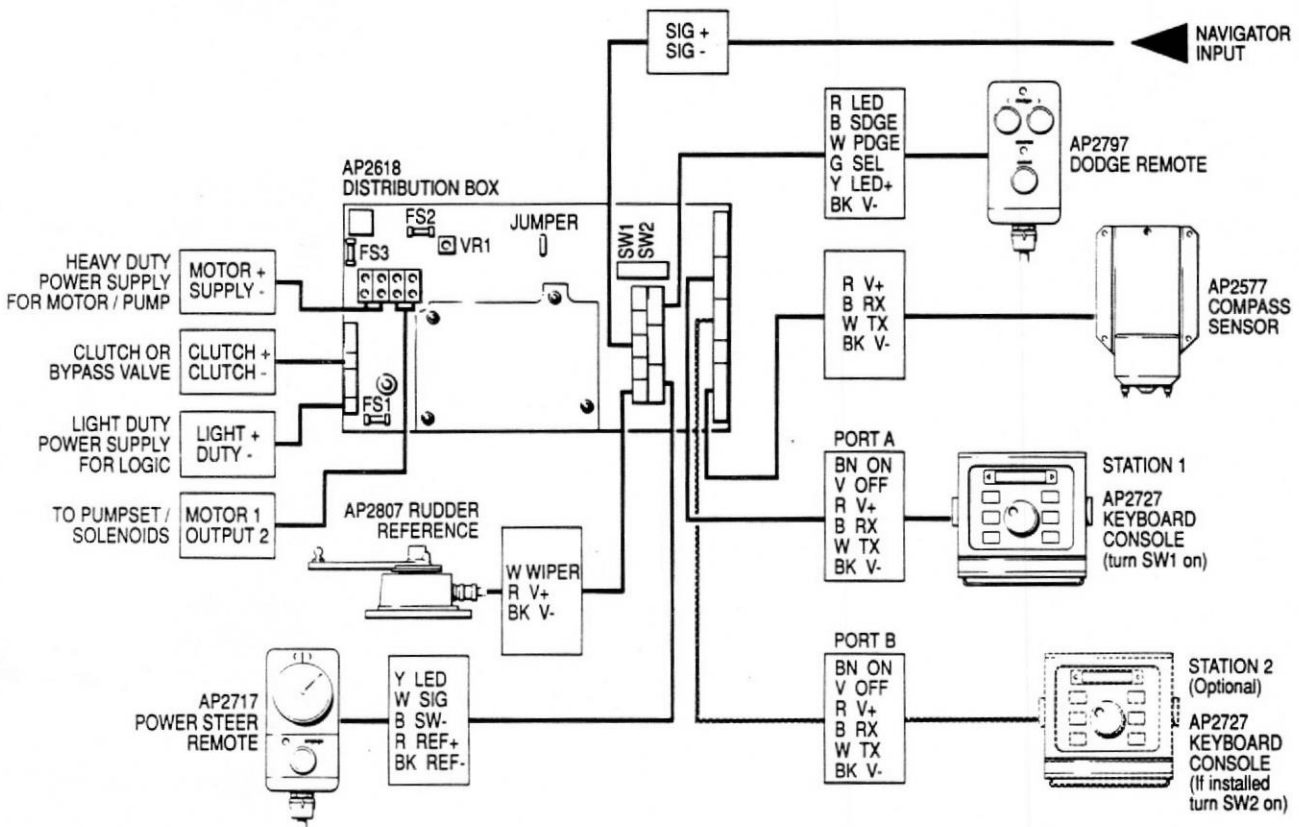 SIG +
SIG -
NAVIGATOR
INPUT
R LED
B SDGE
W PDGE
G SEL
Y LED+
BK V-
AP2797
DODGE REMOTE
AP2618
DISTRIBUTION BOX
FS2
FS3
VR1
JUMPER
SW1
SW2
HEAVY DUTY
POWER SUPPLY
FOR MOTOR / PUMP
MOTOR +
SUPPLY -
R V+
B RX
W TX
BK V-
AP2577
COMPASS
SENSOR
CLUTCH OR
BYPASS VALVE
CLUTCH +
CLUTCH -
FS1
LIGHT DUTY
POWER SUPPLY
FOR LOGIC
LIGHT +
DUTY -
PORT A
BN ON
V OFF
R V+
B RX
W TX
BK V-
STATION 1
AP2727
KEYBOARD
CONSOLE
(turn SW1 on)
TO PUMPSET /
SOLENOIDS
MOTOR 1
OUTPUT 2
AP2807 RUDDER
REFERENCE
W WIPER
R V+
BK V-
PORT B
BN ON
V OFF
R V+
B RX
W TX
BK V-
STATION 2
(Optional)
AP2727
KEYBOARD
CONSOLE
(If installed
turn SW2 on)
AP2717
POWER STEER
REMOTE
Y LED
W SIG
B SW-
R REF+
BK REF-